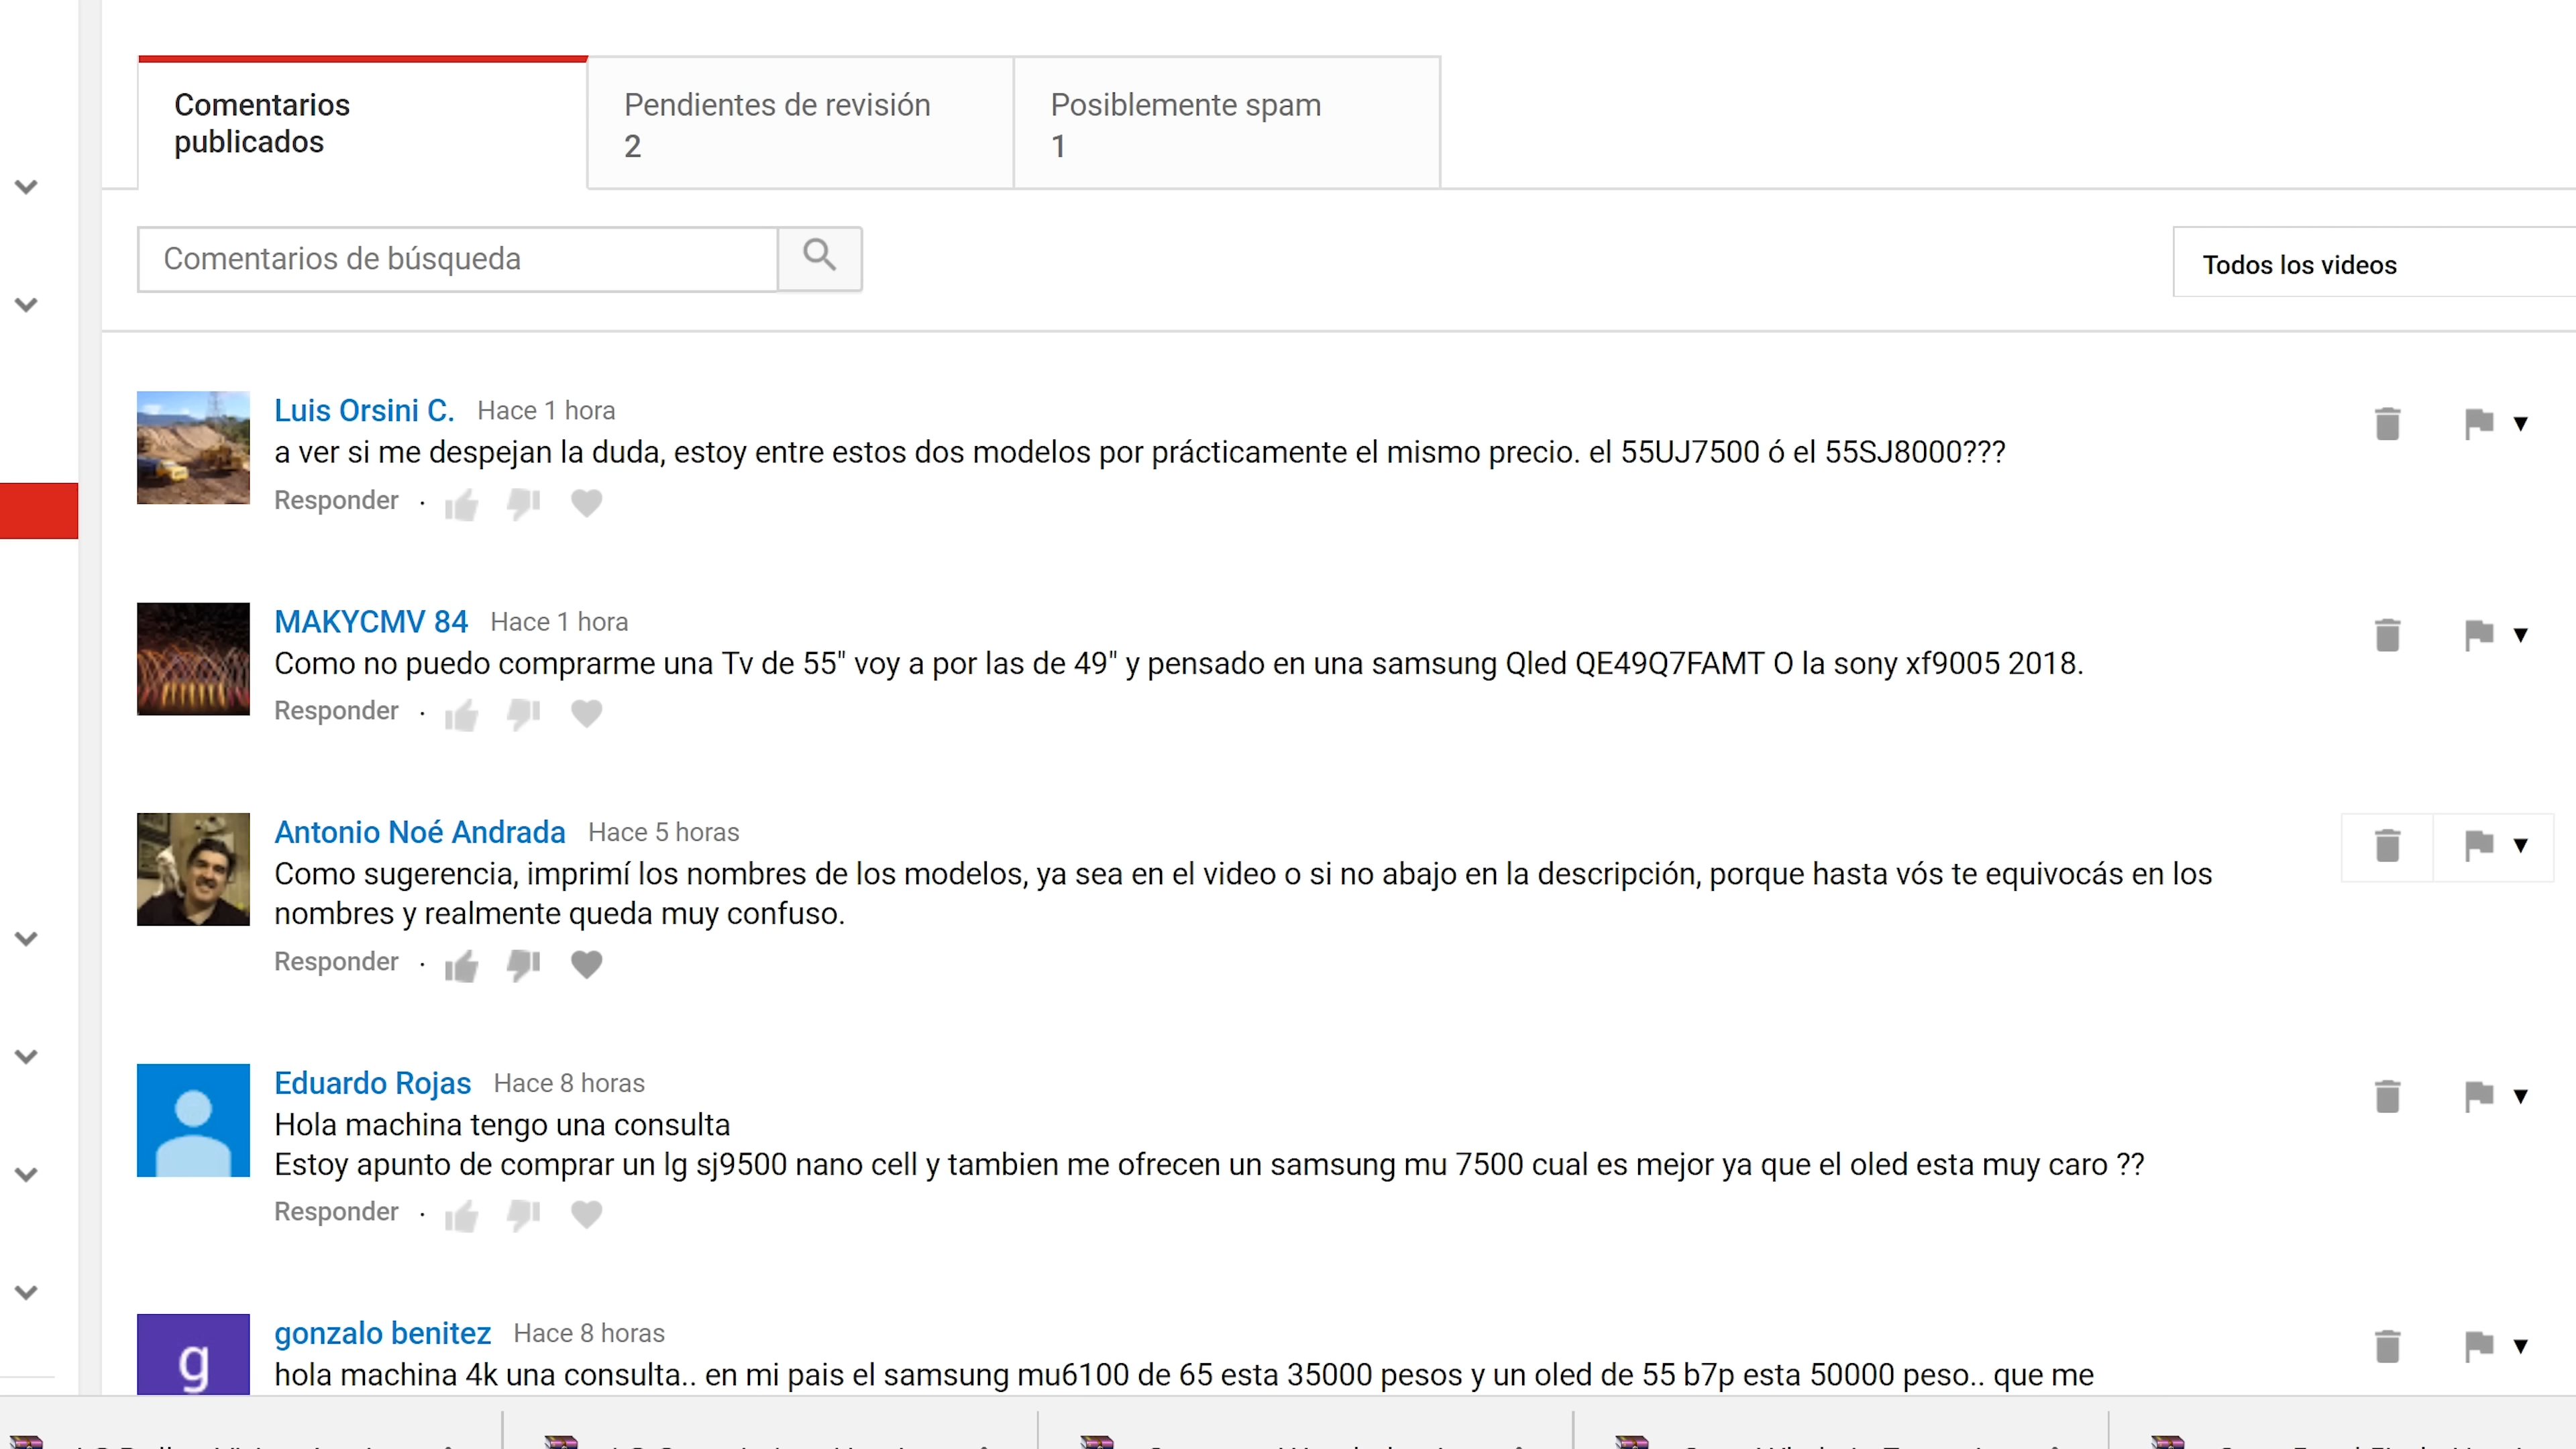 Comentarios
publicados
Pendientes de revisión
2
Posiblemente spam
1
Comentarios de búsqueda
Todos los videos
Luis Orsini C. Hace 1 hora
a ver si me despejan la duda, estoy entre estos dos modelos por prácticamente el mismo precio. el 55UJ7500 ó el 55SJ8000???
Responder ·
MAKYCMV 84 Hace 1 hora
Como no puedo comprarme una Tv de 55" voy a por las de 49" y pensado en una samsung Qled QE49Q7FAMT O la sony xf9005 2018.
Responder ·
Antonio Noé Andrada Hace 5 horas
Como sugerencia, imprimí los nombres de los modelos, ya sea en el video o si no abajo en la descripción, porque hasta vós te equivocás en los
nombres y realmente queda muy confuso.
Responder ·
Eduardo Rojas Hace 8 horas
Hola machina tengo una consulta
Estoy apunto de comprar un lg sj9500 nano cell y tambien me ofrecen un samsung mu 7500 cual es mejor ya que el oled esta muy caro ??
Responder ·
g
gonzalo benitez Hace 8 horas
hola machina 4k una consulta.. en mi pais el samsung mu6100 de 65 esta 35000 pesos y un oled de 55 b7p esta 50000 peso.. que me